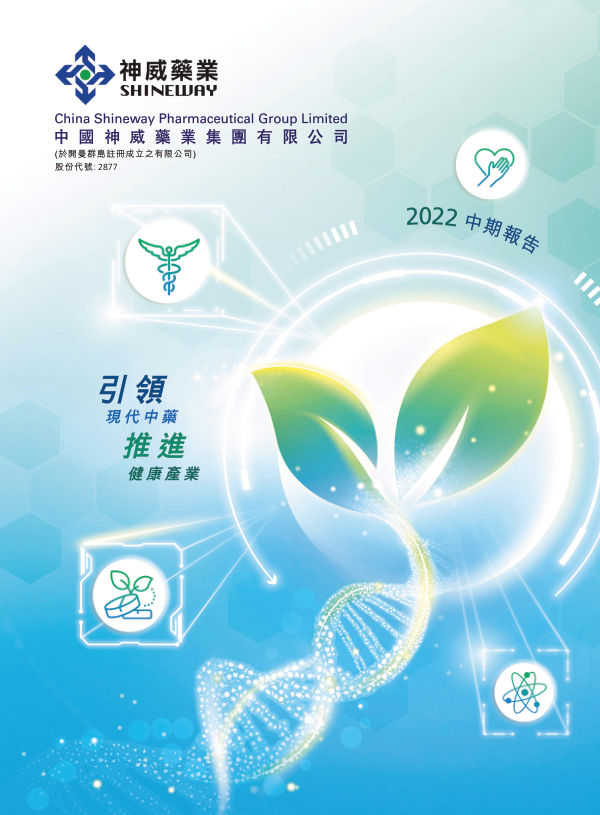 神威藥業
SHINEWAY
China Shineway Pharmaceutical Group Limited
中國神威藥業集團有限公司
(於開曼群島註冊成立之有限公司)
股份代號: 2877
2022 中期報告
引領
現代中藥
推進
健康產業